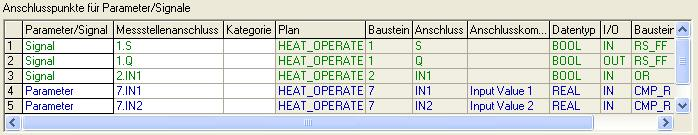 Anschlusspunkte für Parameter/Signale
Parameter/Signal Messstellenanschluss Kategorie Plan Baustein Anschluss Anschlusskom... Datentyp I/O Baustein
1 Signal 1.S HEAT_OPERATE 1 S BOOL IN RS_FF
2 Signal 1.Q HEAT_OPERATE 1 Q BOOL OUT RS_FF
3 Signal 2.IN1 HEAT_OPERATE 2 IN1 BOOL IN OR
4 Parameter 7.IN1 HEAT_OPERATE 7 IN1 Input Value 1 REAL IN CMP_R
5 Parameter 7.IN2 HEAT_OPERATE 7 IN2 Input Value 2 REAL IN CMP_R